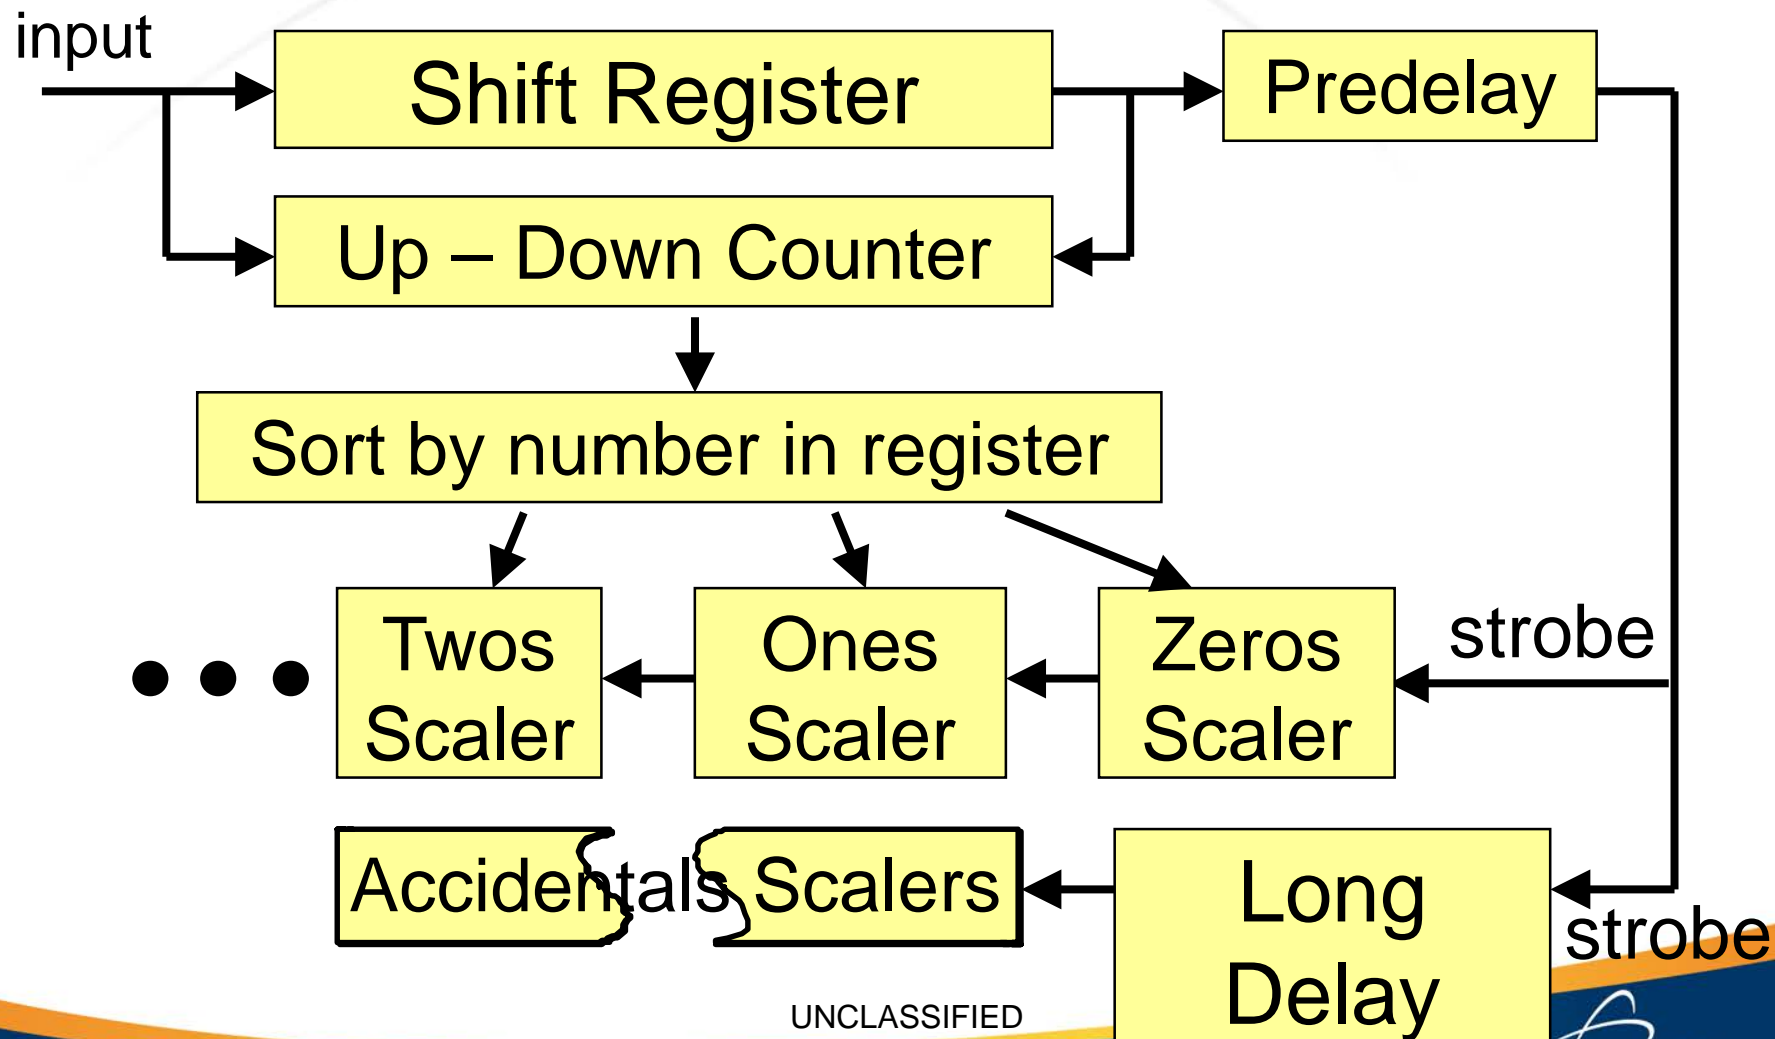 input
Shift Register
Predelay
Up – Down Counter
Sort by number in register
Twos
Scaler
Ones
Scaler
Zeros
Scaler
strobe
Accidentals Scalers
Long
Delay
strobe
UNCLASSIFIED